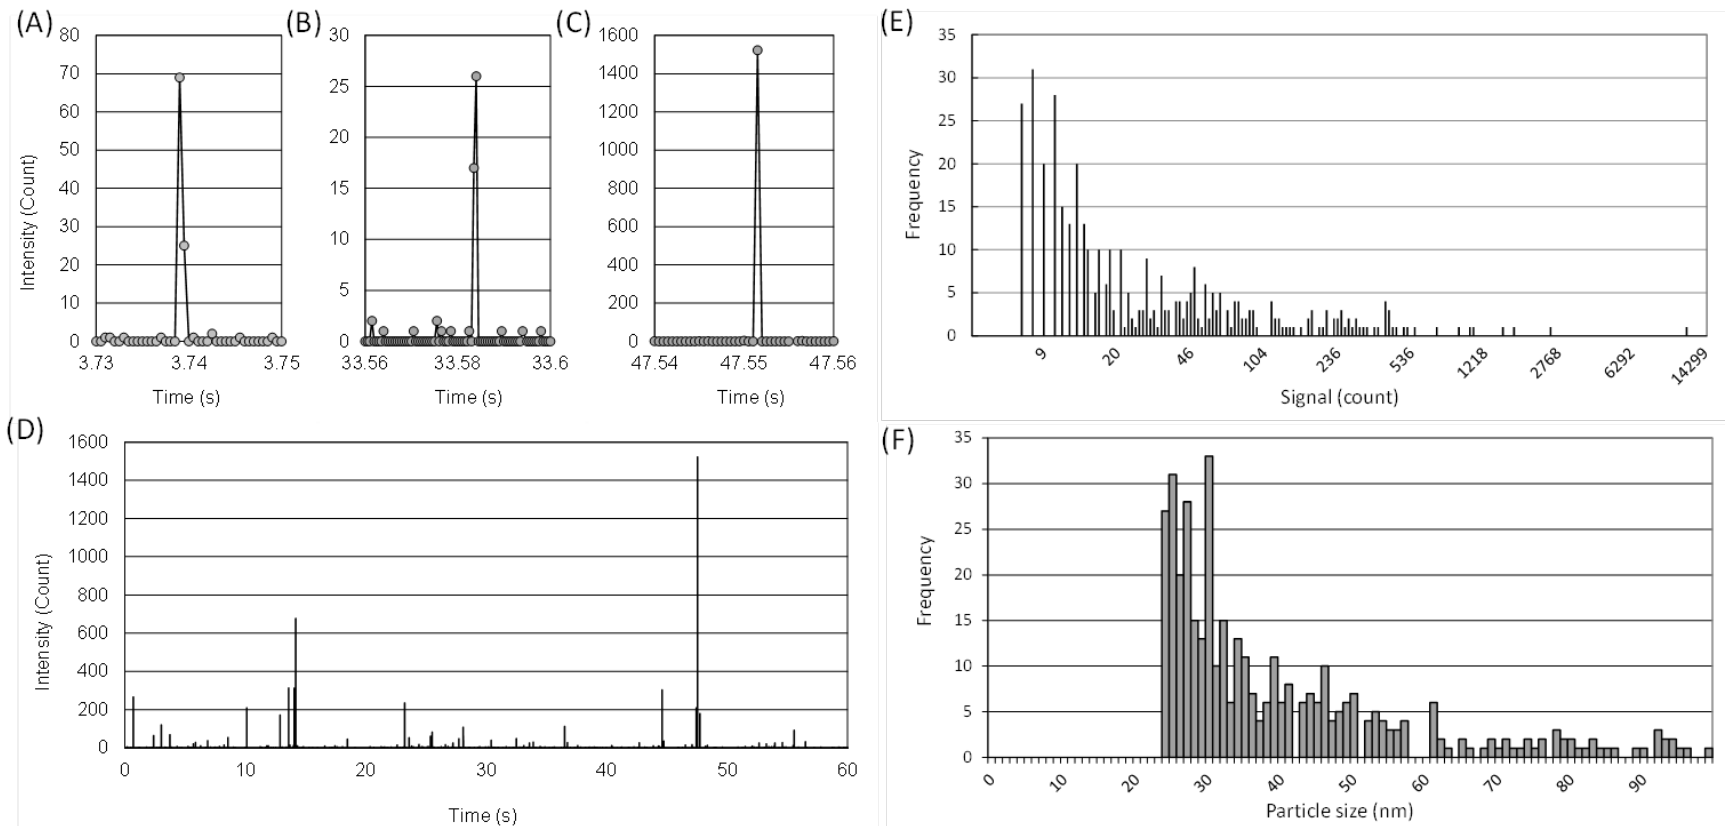 (A)
80
70
60
50
40
30
20
10
0
Intensity (Count)
3.73 3.74 3.75
Time (s)
(B)
30
25
20
15
10
5
0
33.56 33.58 33.6
Time (s)
(C)
1600
1400
1200
1000
800
600
400
200
0
47.54 47.55 47.56
Time (s)
(D)
1600
1400
1200
1000
800
600
400
200
0
Intensity (Count)
0 10 20 30 40 50 60
Time (s)
(E)
35
30
25
20
15
10
5
0
Frequency
9 20 46 104 236 536 1218 2768 6292 14299
Signal (count)
(F)
35
30
25
20
15
10
5
0
Frequency
0 10 20 30 40 50 60 70 80 90
Particle size (nm)